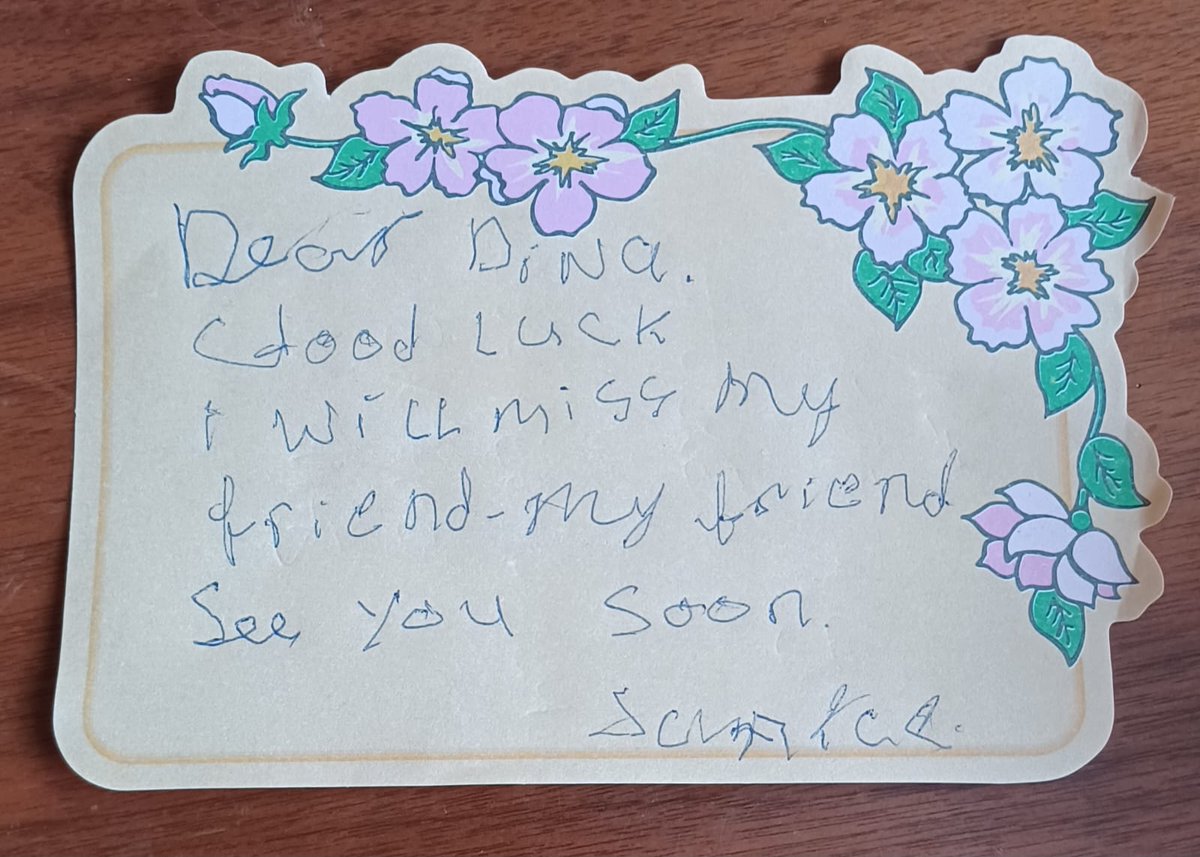 Dear Dina.
Good luck
i will miss my
friend - my friend
See you soon.